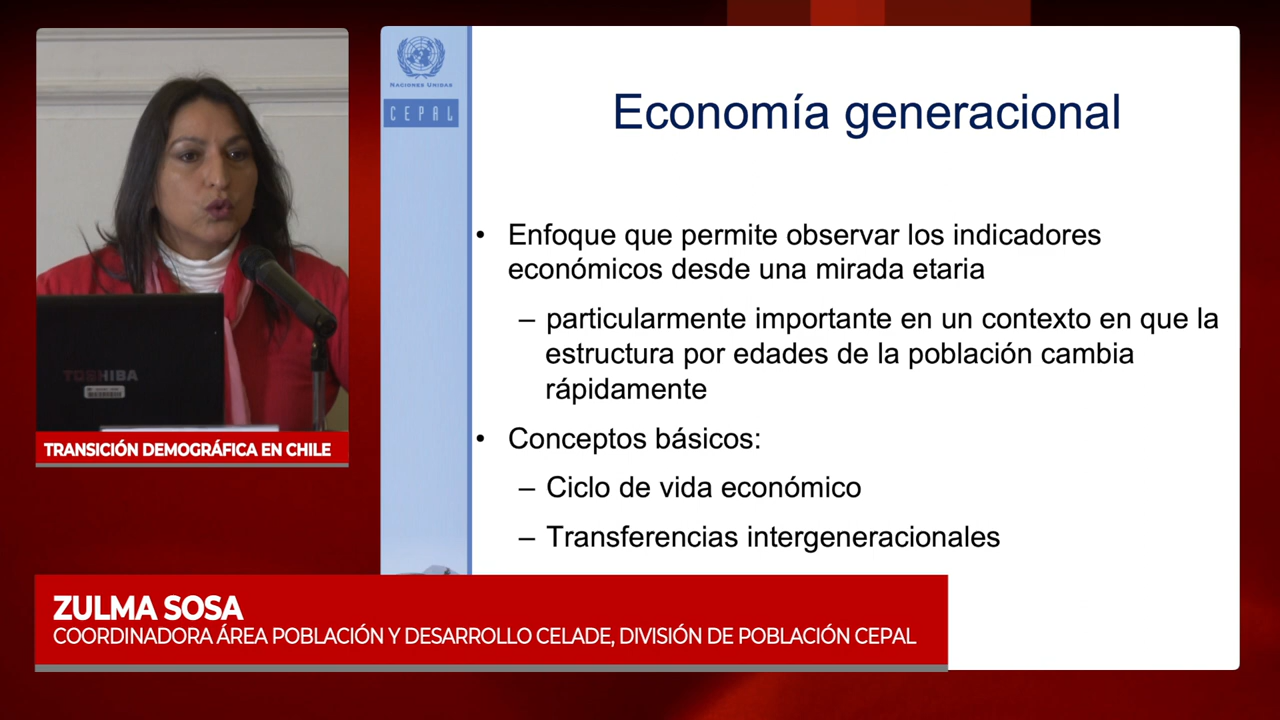 NACIONES UNIDAS
CEPAL
Economía generacional
• Enfoque que permite observar los indicadores
económicos desde una mirada etaria
– particularmente importante en un contexto en que la
estructura por edades de la población cambia
rápidamente
• Conceptos básicos:
– Ciclo de vida económico
– Transferencias intergeneracionales
TOSHIBA
TRANSICIÓN DEMOGRÁFICA EN CHILE
ZULMA SOSA
COORDINADORA ÁREA POBLACIÓN Y DESARROLLO CELADE, DIVISIÓN DE POBLACIÓN CEPAL